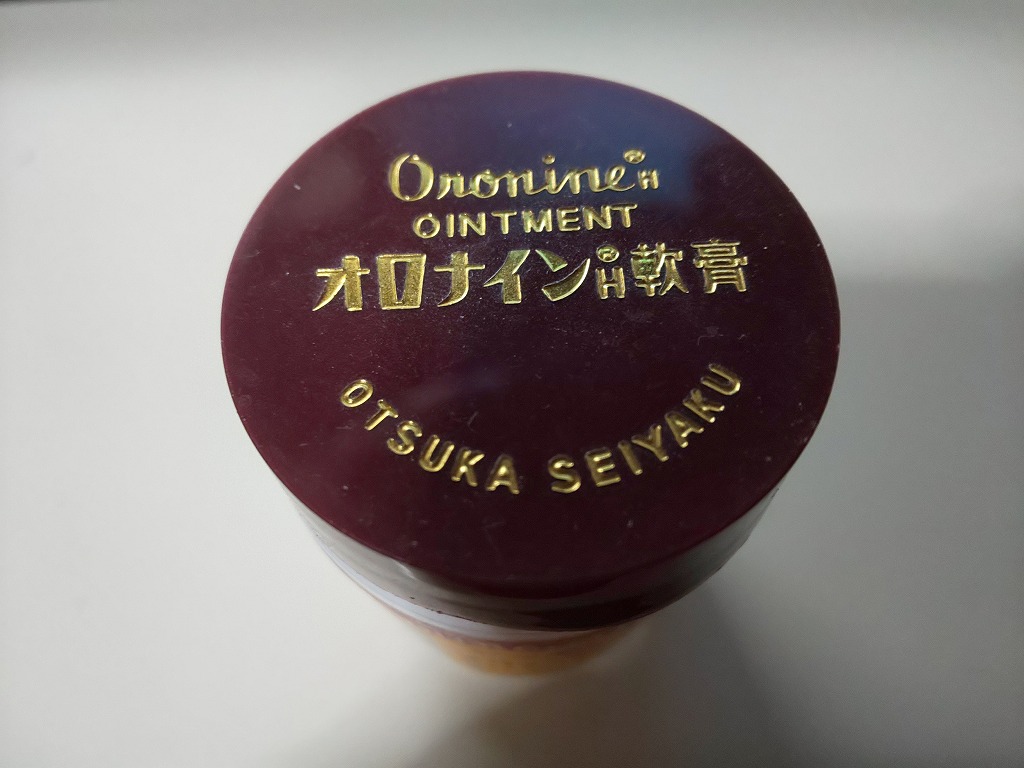 Oronine®H
OINTMENT
オロナイン®H軟膏
OTSUKA SEIYAKU